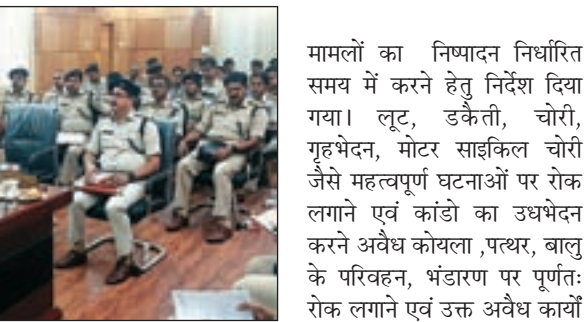 मामलों का निष्पादन निर्धारित
समय में करने हेतु निर्देश दिया
गया। लूट, डकैती, चोरी,
गृहभेदन, मोटर साइकिल चोरी
जैसे महत्वपूर्ण घटनाओं पर रोक
लगाने एवं कांडो का उधभेदन
करने अवैध कोयला ,पत्थर, बालु
के परिवहन, भंडारण पर पूर्णतः
रोक लगाने एवं उक्त अवैध कार्यों